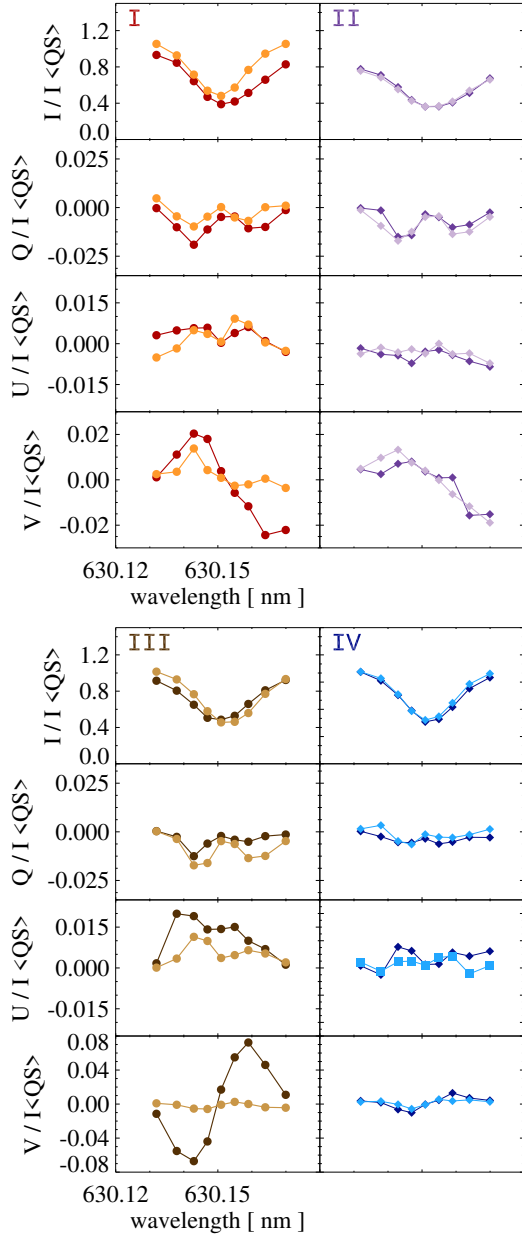 I
II
1.2
0.8
0.4
0.0
I / I <QS>
0.025
0.000
-0.025
Q / I <QS>
0.015
0.000
-0.015
U / I <QS>
0.02
0.00
-0.02
V / I<QS>
630.12
630.15
wavelength [ nm ]
III
IV
1.2
0.8
0.4
0.0
I / I <QS>
0.025
0.000
-0.025
Q / I <QS>
0.015
0.000
-0.015
U / I <QS>
0.08
0.04
0.00
-0.04
-0.08
V / I<QS>
630.12
630.15
wavelength [ nm ]